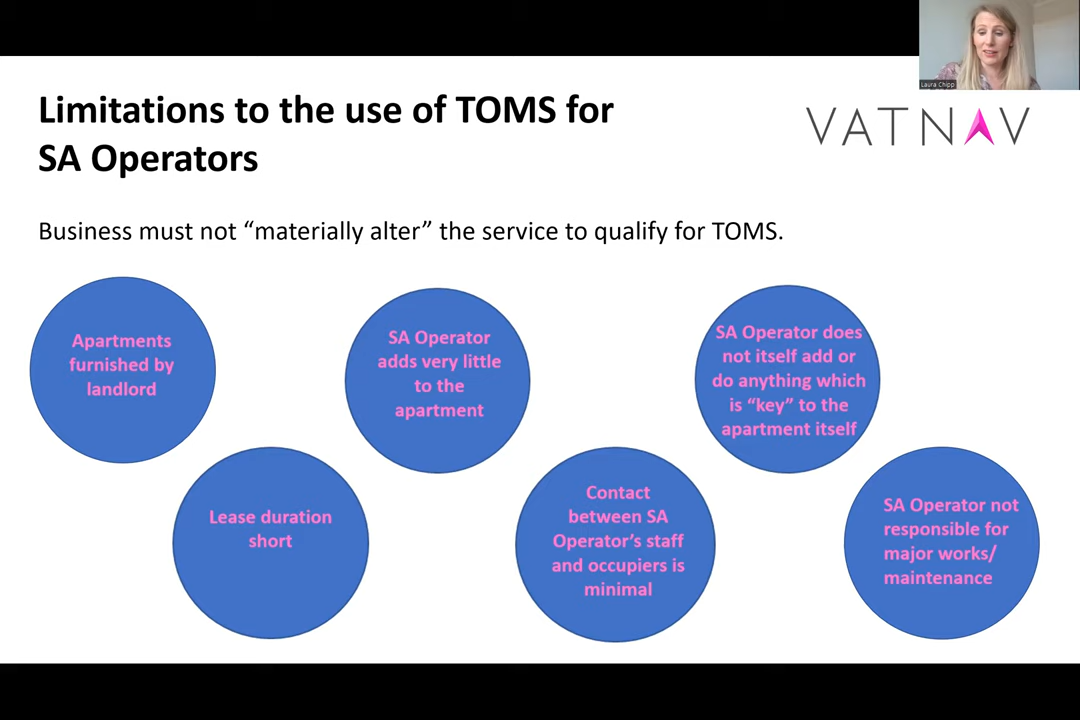 Laura Chipp
Limitations to the use of TOMS for
SA Operators
VATNAV
Business must not “materially alter” the service to qualify for TOMS.
Apartments
furnished by
landlord
SA Operator
adds very little
to the
apartment
SA Operator does
not itself add or
do anything which
is “key” to the
apartment itself
Lease duration
short
Contact
between SA
Operator’s staff
and occupiers is
minimal
SA Operator not
responsible for
major works/
maintenance